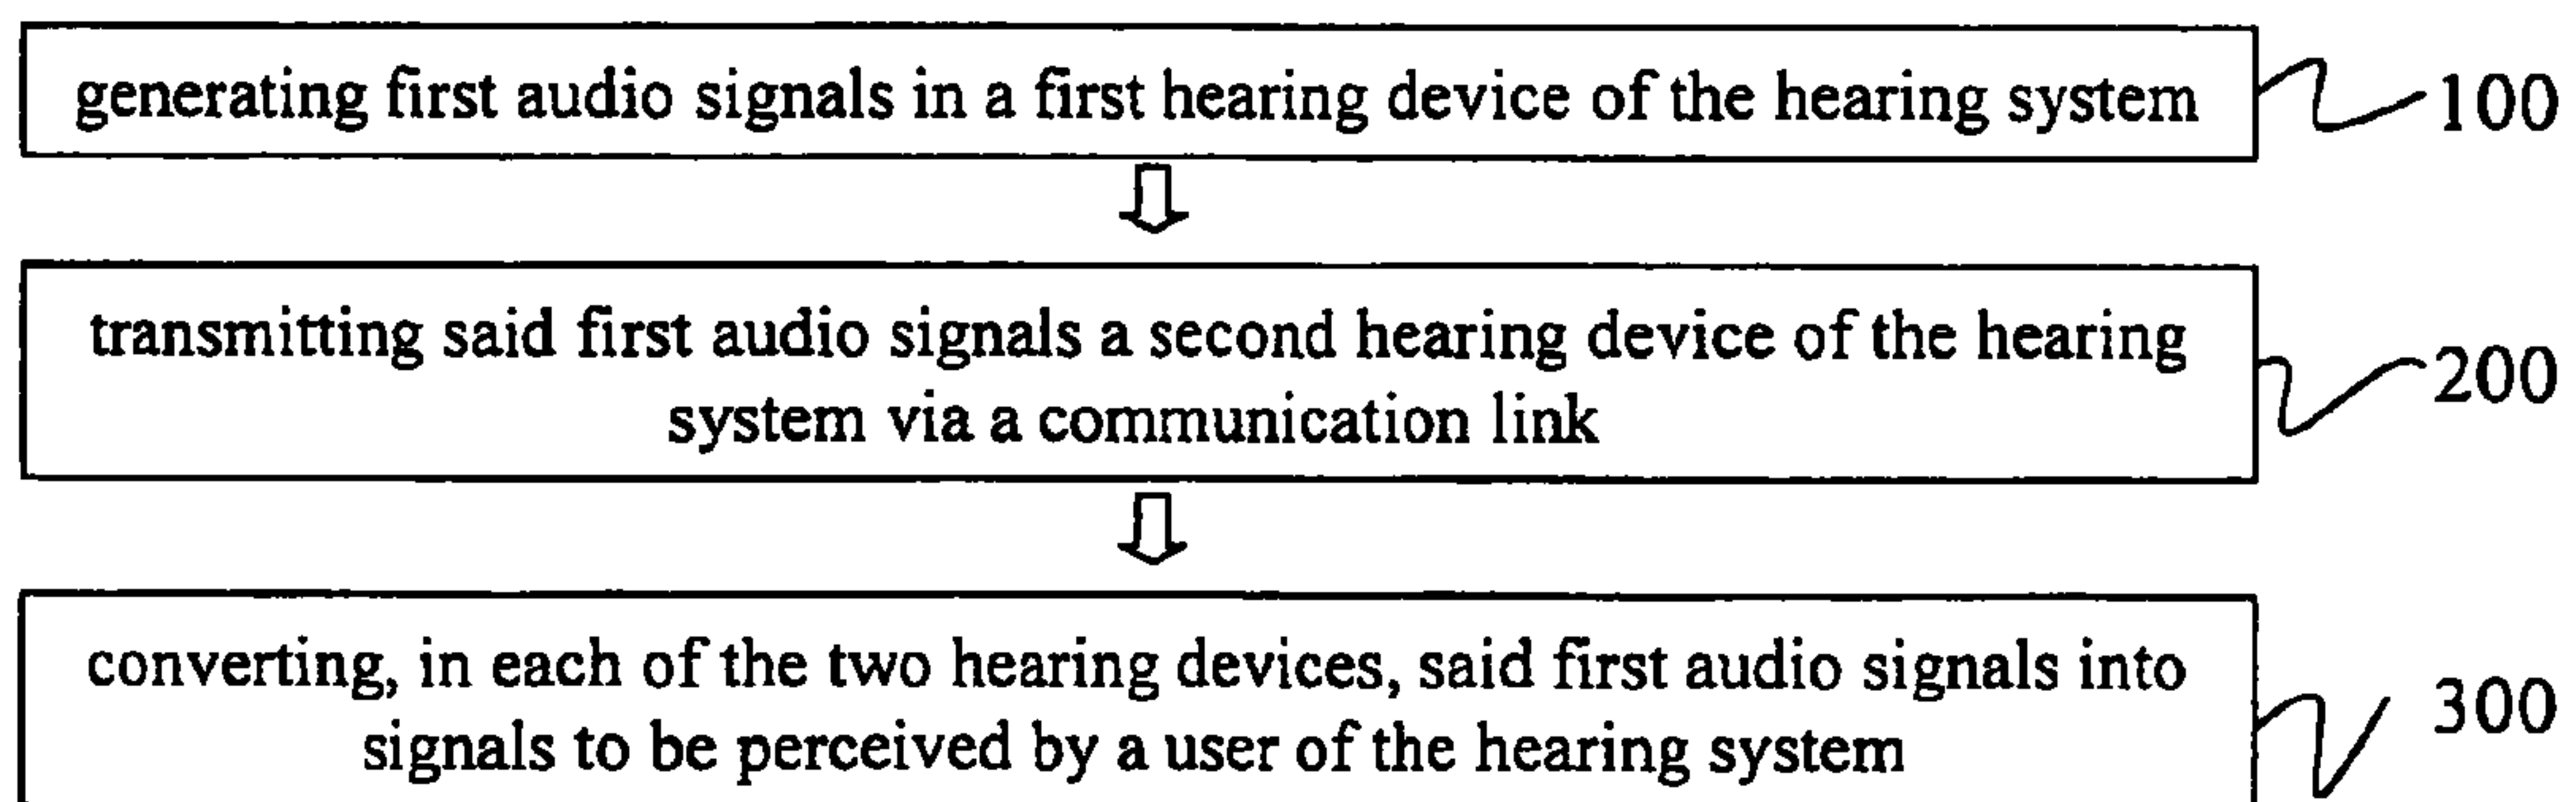 generating first audio signals in a first hearing device of the hearing system
100
transmitting said first audio signals a second hearing device of the hearing
system via a communication link
200
converting, in each of the two hearing devices, said first audio signals into
signals to be perceived by a user of the hearing system
300